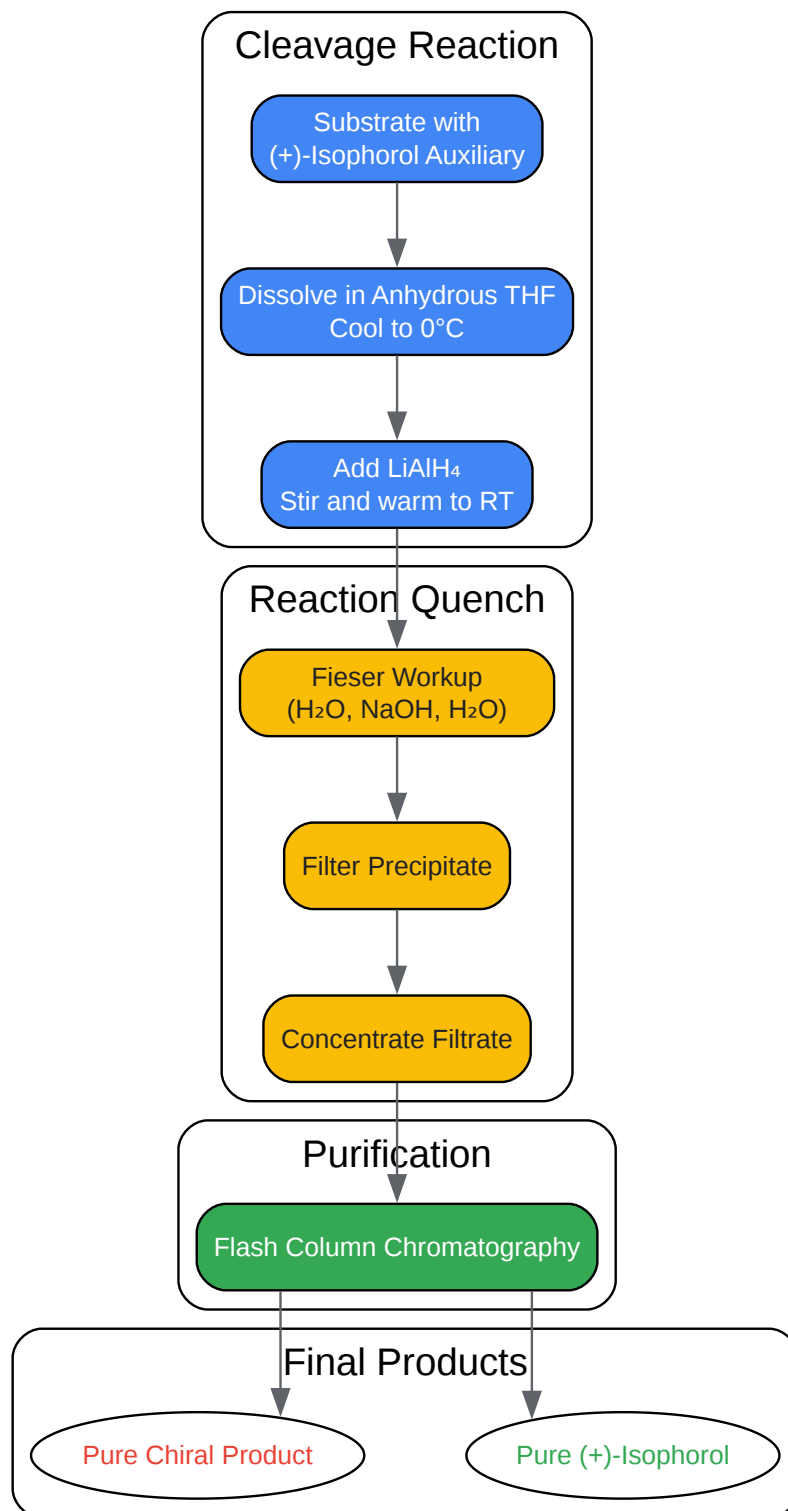 Cleavage Reaction
Substrate with
(+)-Isophorol Auxiliary
Dissolve in Anhydrous THF
Cool to 0°C
Add LiAlH₄
Stir and warm to RT
Reaction Quench
Fieser Workup
(H₂O, NaOH, H₂O)
Filter Precipitate
Concentrate Filtrate
Purification
Flash Column Chromatography
Final Products
Pure Chiral Product
Pure (+)-Isophorol